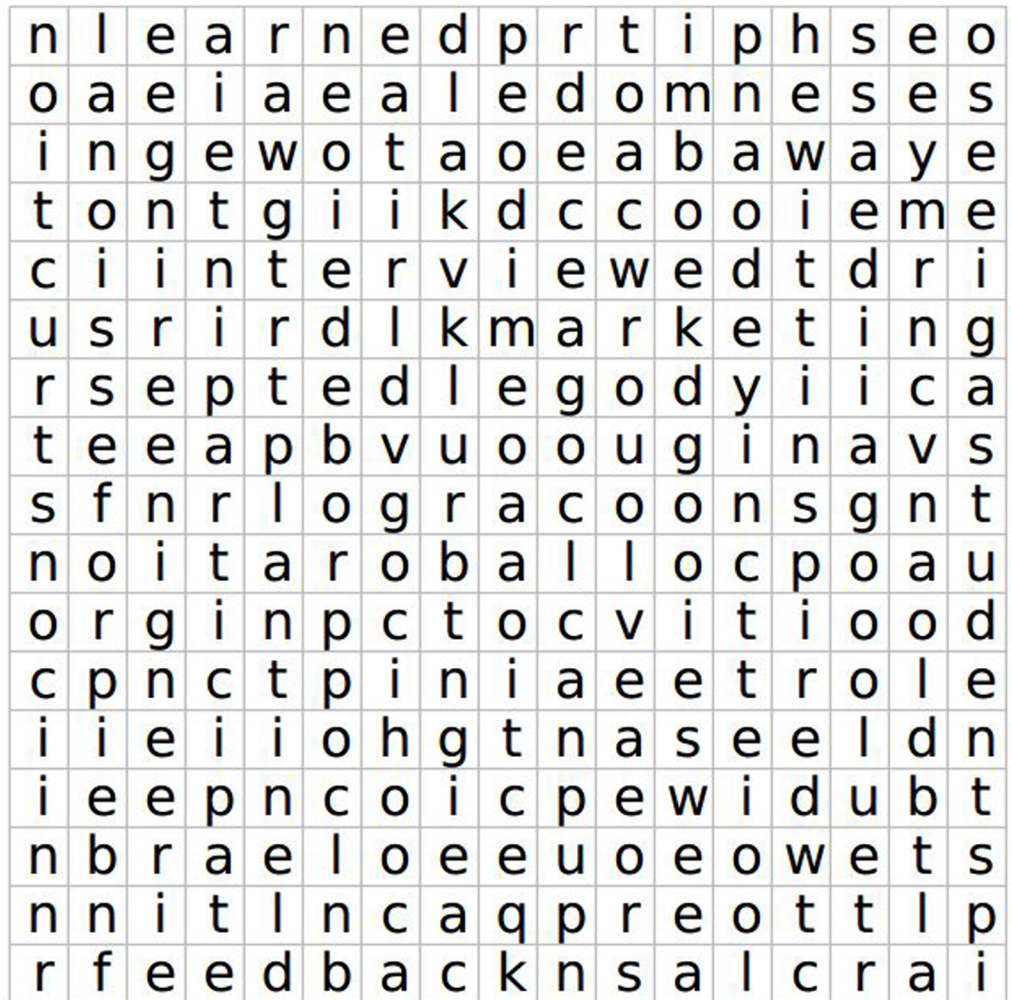 n l e a r n e d p r t i p h s e o
o a e i a e a l e d o m n e s e s
i n g e w o t a o e a b a w a y e
t o n t g i i k d c c o o i e m e
c i i n t e r v i e w e d t d r i
u s r i r d l k m a r k e t i n g
r s e p t e d l e g o d y i i c a
t e e a p b v u o o u g i n a v s
s f n r l o g r a c o o n s g n t
n o i t a r o b a l l o c p o a u
o r g i n p c t o c v i t i o o d
c p n c t p i n i a e e t r o l e
i i e i i o h g t n a s e e l d n
i e e p n c o i c p e w i d u b t
n b r a e l o e e u o e o w e t s
n n i t l n c a q p r e o t t l p
r f e e d b a c k n s a l c r a i